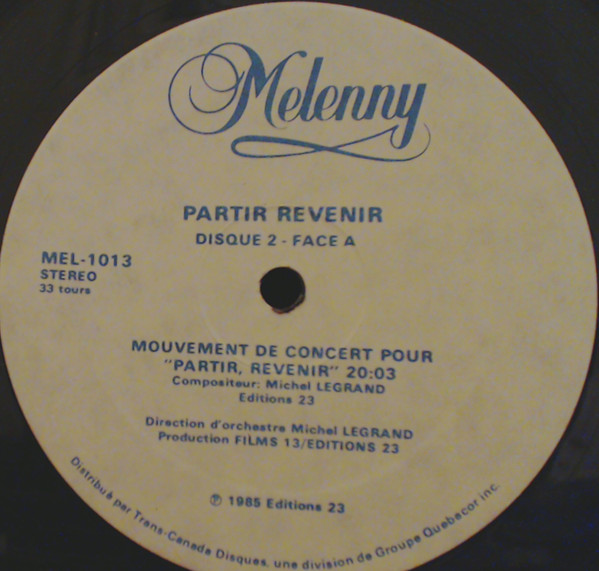 Melenny
PARTIR REVENIR
DISQUE 2 - FACE A
MEL-1013
STEREO
33 tours
MOUVEMENT DE CONCERT POUR
"PARTIR, REVENIR" 20:03
Compositeur: Michel LEGRAND
Editions 23
Direction d'orchestre Michel LEGRAND
Production FILMS 13/EDITIONS 23
℗ 1985 Editions 23
Distribué par Trans-Canada Disques, une division de Groupe Quebecor inc.